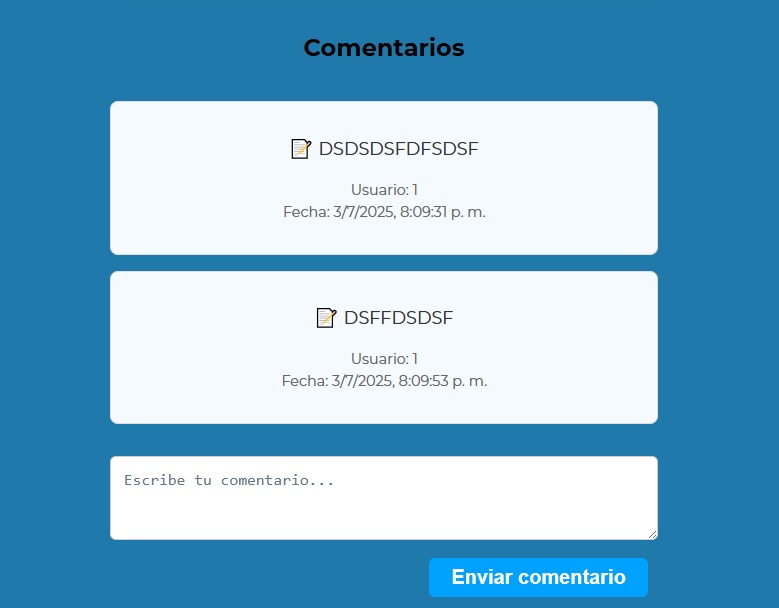 Comentarios
📝 DSDSDSFDFSDSF
Usuario: 1
Fecha: 3/7/2025, 8:09:31 p. m.
📝 DSFFDSDSF
Usuario: 1
Fecha: 3/7/2025, 8:09:53 p. m.
Escribe tu comentario...
Enviar comentario